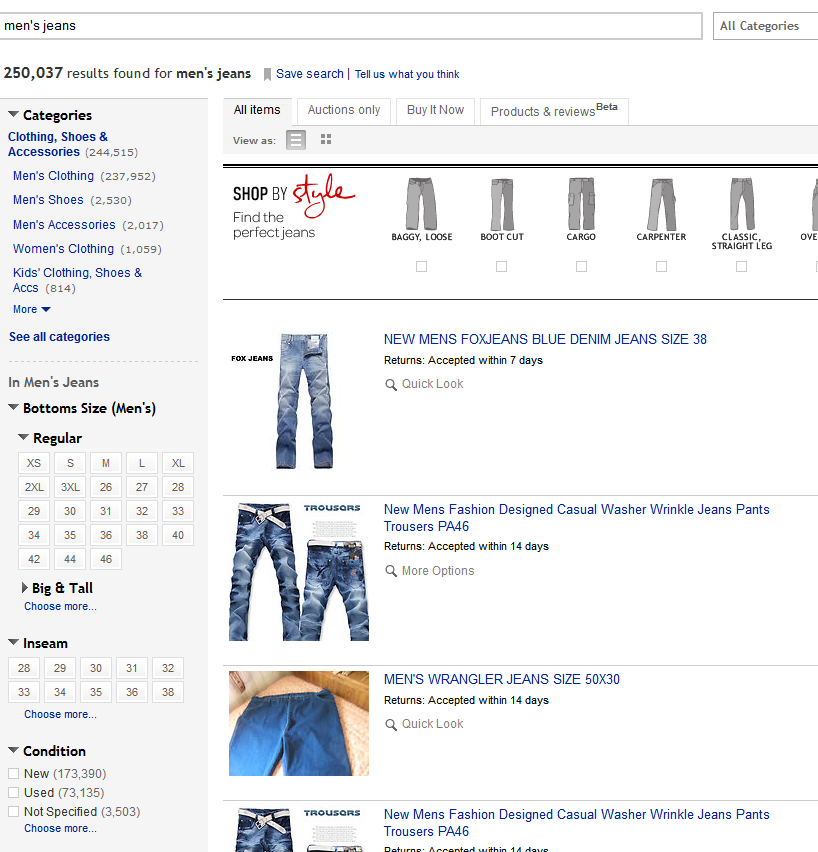 men's jeans
All Categories
250,037 results found for men's jeans
Save search | Tell us what you think
Categories
Clothing, Shoes &
Accessories (244,515)
Men's Clothing (237,952)
Men's Shoes (2,530)
Men's Accessories (2,017)
Women's Clothing (1,059)
Kids' Clothing, Shoes &
Accs (814)
More
See all categories
In Men's Jeans
Bottoms Size (Men's)
Regular
XS S M L XL
2XL 3XL 26 27 28
29 30 31 32 33
34 35 36 38 40
42 44 46
Big & Tall
Choose more...
Inseam
28 29 30 31 32
33 34 35 36 38
Choose more...
Condition
New (173,390)
Used (73,135)
Not Specified (3,503)
Choose more...
All items Auctions only Buy It Now Products & reviews Beta
View as:
SHOP BY style
Find the
perfect jeans
BAGGY, LOOSE
BOOT CUT
CARGO
CARPENTER
CLASSIC,
STRAIGHT LEG
OVE
FOX JEANS
NEW MENS FOXJEANS BLUE DENIM JEANS SIZE 38
Returns: Accepted within 7 days
Quick Look
TROUSARS
New Mens Fashion Designed Casual Washer Wrinkle Jeans Pants
Trousers PA46
Returns: Accepted within 14 days
More Options
MEN'S WRANGLER JEANS SIZE 50X30
Returns: Accepted within 14 days
Quick Look
TROUSARS
New Mens Fashion Designed Casual Washer Wrinkle Jeans Pants
Trousers PA46
Returns: Accepted within 14 days